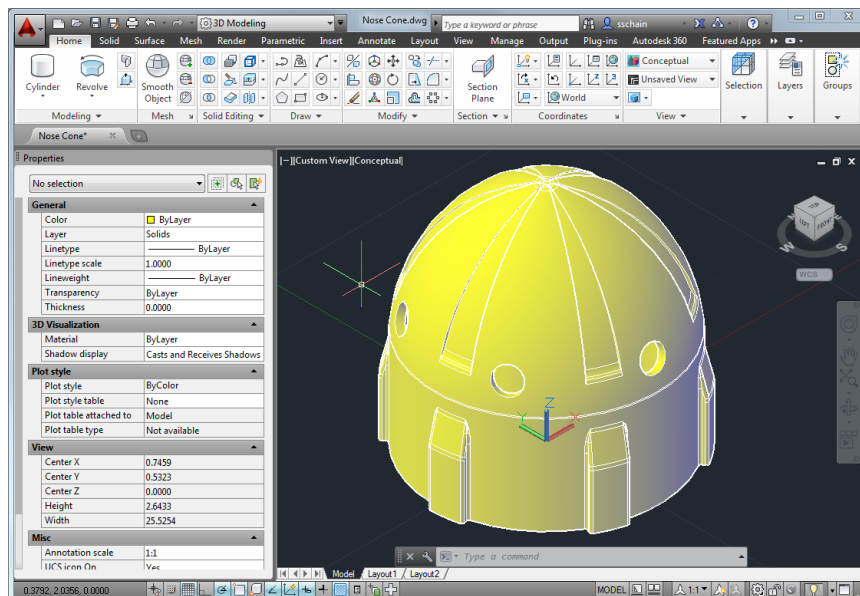 3D Modeling
Nose Cone.dwg
Type a keyword or phrase
sschain
Home Solid Surface Mesh Render Parametric Insert Annotate Layout View Manage Output Plug-ins Autodesk 360 Featured Apps
Cylinder
Revolve
Smooth Object
Section Plane
World
Conceptual
Unsaved View
Selection
Layers
Groups
Modeling
Mesh
Solid Editing
Draw
Modify
Section
Coordinates
View
Nose Cone*
Properties
No selection
General
Color ByLayer
Layer Solids
Linetype ByLayer
Linetype scale 1.0000
Lineweight ByLayer
Transparency ByLayer
Thickness 0.0000
3D Visualization
Material ByLayer
Shadow display Casts and Receives Shadows
Plot style
Plot style ByColor
Plot style table None
Plot table attached to Model
Plot table type Not available
View
Center X 0.7459
Center Y 0.5323
Center Z 0.0000
Height 2.6433
Width 25.5254
Misc
Annotation scale 1:1
UCS icon On Yes
[-][Custom View][Conceptual]
TOP
LEFT
FRONT
W
S
WCS
Z
Y
X
Type a command
Model Layout1 Layout2
0.3792, 2.0356, 0.0000
MODEL
1:1